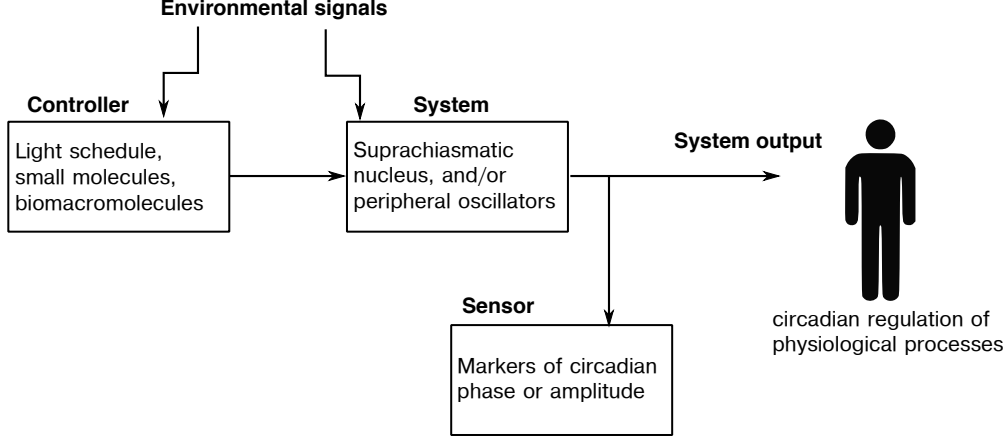 Environmental signals
Controller
System
Light schedule,
small molecules,
biomacromolecules
Suprachiasmatic
nucleus, and/or
peripheral oscillators
System output
Sensor
Markers of circadian
phase or amplitude
circadian regulation of
physiological processes